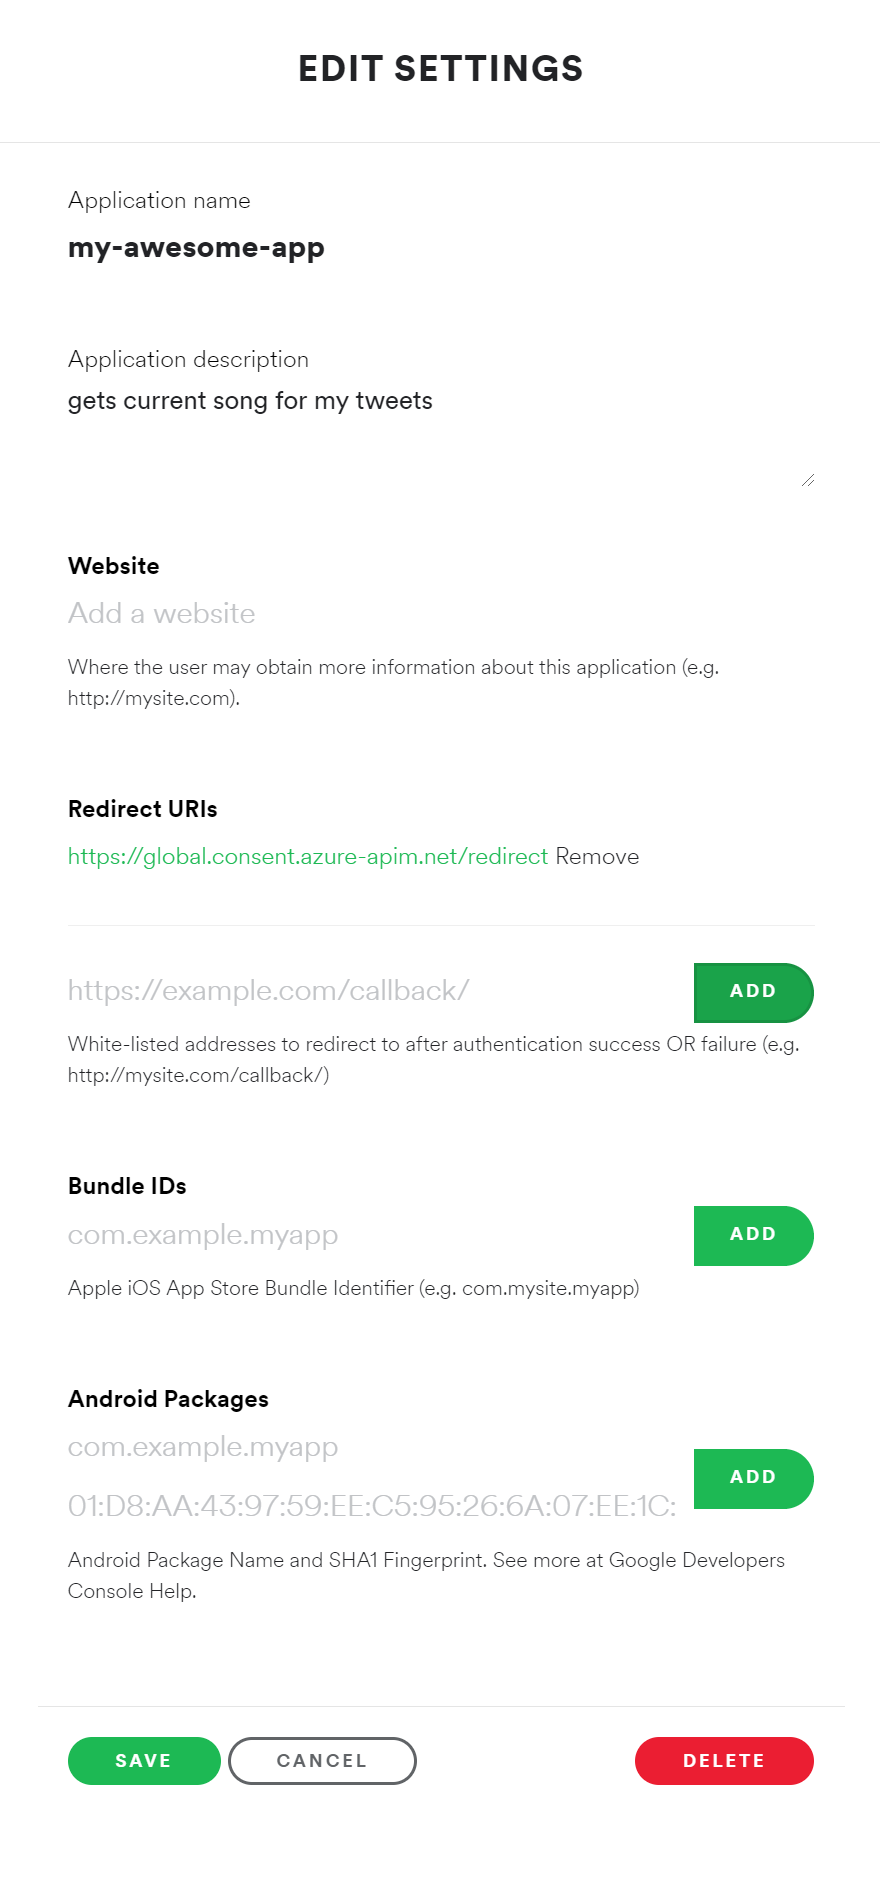 EDIT SETTINGS
Application name
my-awesome-app
Application description
gets current song for my tweets
Website
Add a website
Where the user may obtain more information about this application (e.g.
http://mysite.com).
Redirect URIs
https://global.consent.azure-apim.net/redirect Remove
https://example.com/callback/ ADD
White-listed addresses to redirect to after authentication success OR failure (e.g.
http://mysite.com/callback/)
Bundle IDs
com.example.myapp ADD
Apple iOS App Store Bundle Identifier (e.g. com.mysite.myapp)
Android Packages
com.example.myapp
ADD
01:D8:AA:43:97:59:EE:C5:95:26:6A:07:EE:1C:
Android Package Name and SHA1 Fingerprint. See more at Google Developers
Console Help.
SAVE CANCEL DELETE